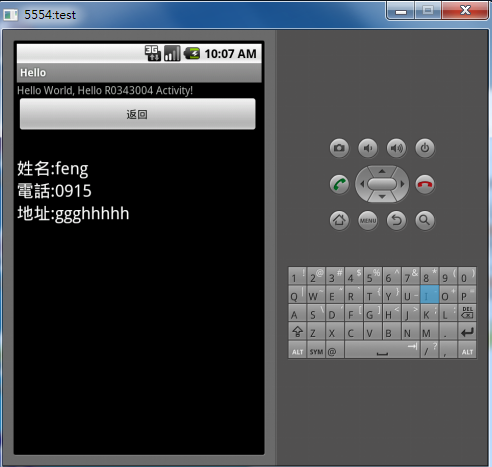 5554:test
3G
10:07 AM
Hello
Hello World, Hello R0343004 Activity!
返回
姓名:feng
電話:0915
地址:ggghhhhh
MENU
1 ! 2 @ 3 # 4 $ 5 % 6 ^ 7 & 8 * 9 ( 0 )
Q W E R T Y U I O + P =
A S D F G H J K L DEL
Z X C V B N M .
ALT SYM @ / ? , ALT